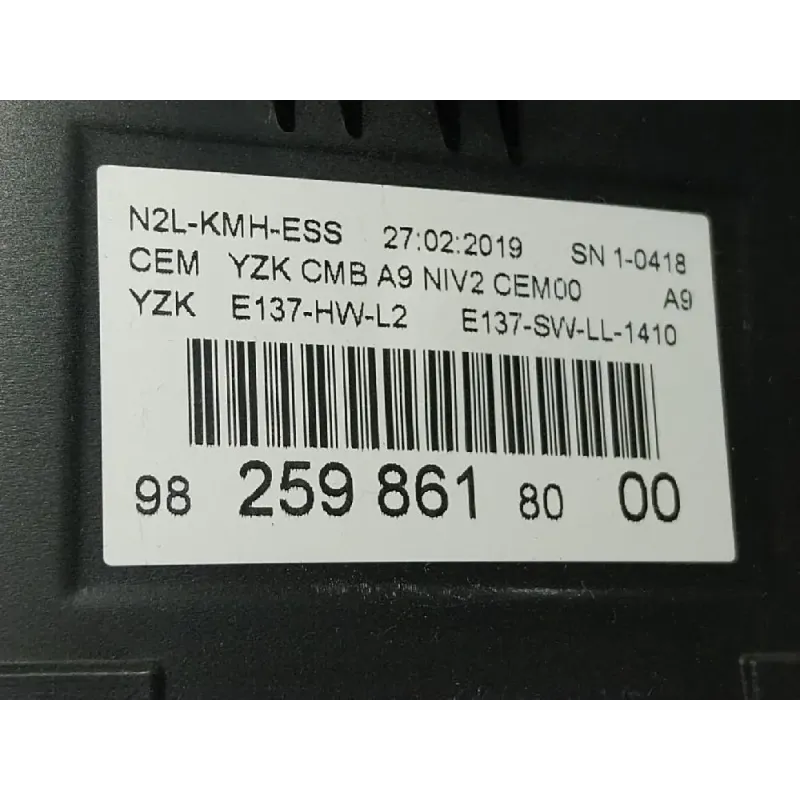 N2L-KMH-ESS 27:02:2019 SN 1-0418
CEM YZK CMB A9 NIV2 CEM00 A9
YZK E137-HW-L2 E137-SW-LL-1410
98 259 861 80 00